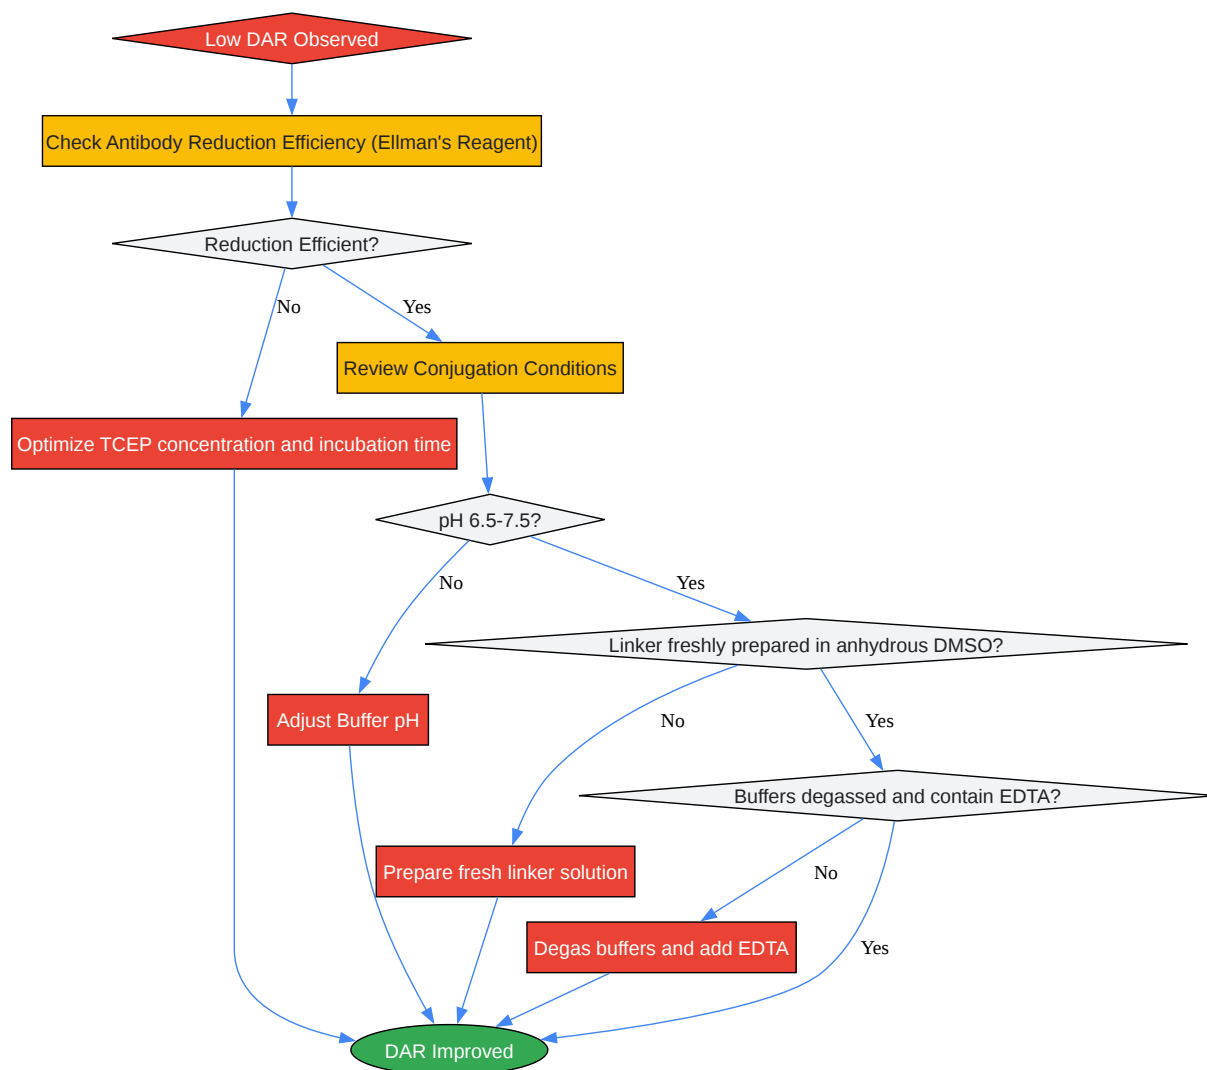 Low DAR Observed
Check Antibody Reduction Efficiency (Ellman's Reagent)
Reduction Efficient?
No
Yes
Review Conjugation Conditions
Optimize TCEP concentration and incubation time
pH 6.5-7.5?
No
Yes
Linker freshly prepared in anhydrous DMSO?
Adjust Buffer pH
No
Yes
Buffers degassed and contain EDTA?
Prepare fresh linker solution
No
Degas buffers and add EDTA
Yes
DAR Improved